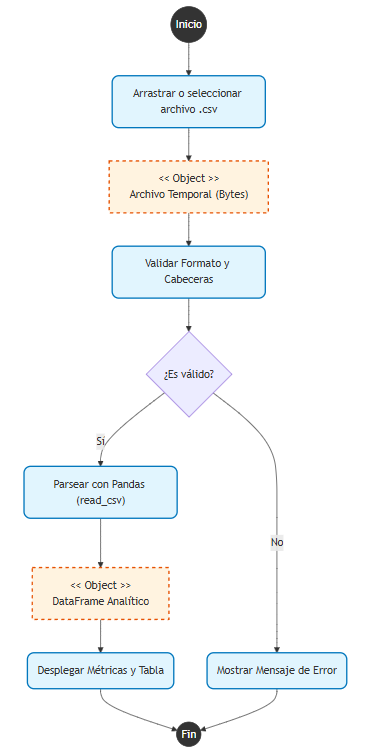 Inicio
Arrastrar o seleccionar
archivo .csv
<< Object >>
Archivo Temporal (Bytes)
Validar Formato y
Cabeceras
¿Es válido?
Sí
No
Parsear con Pandas
(read_csv)
<< Object >>
DataFrame Analítico
Desplegar Métricas y Tabla
Mostrar Mensaje de Error
Fin